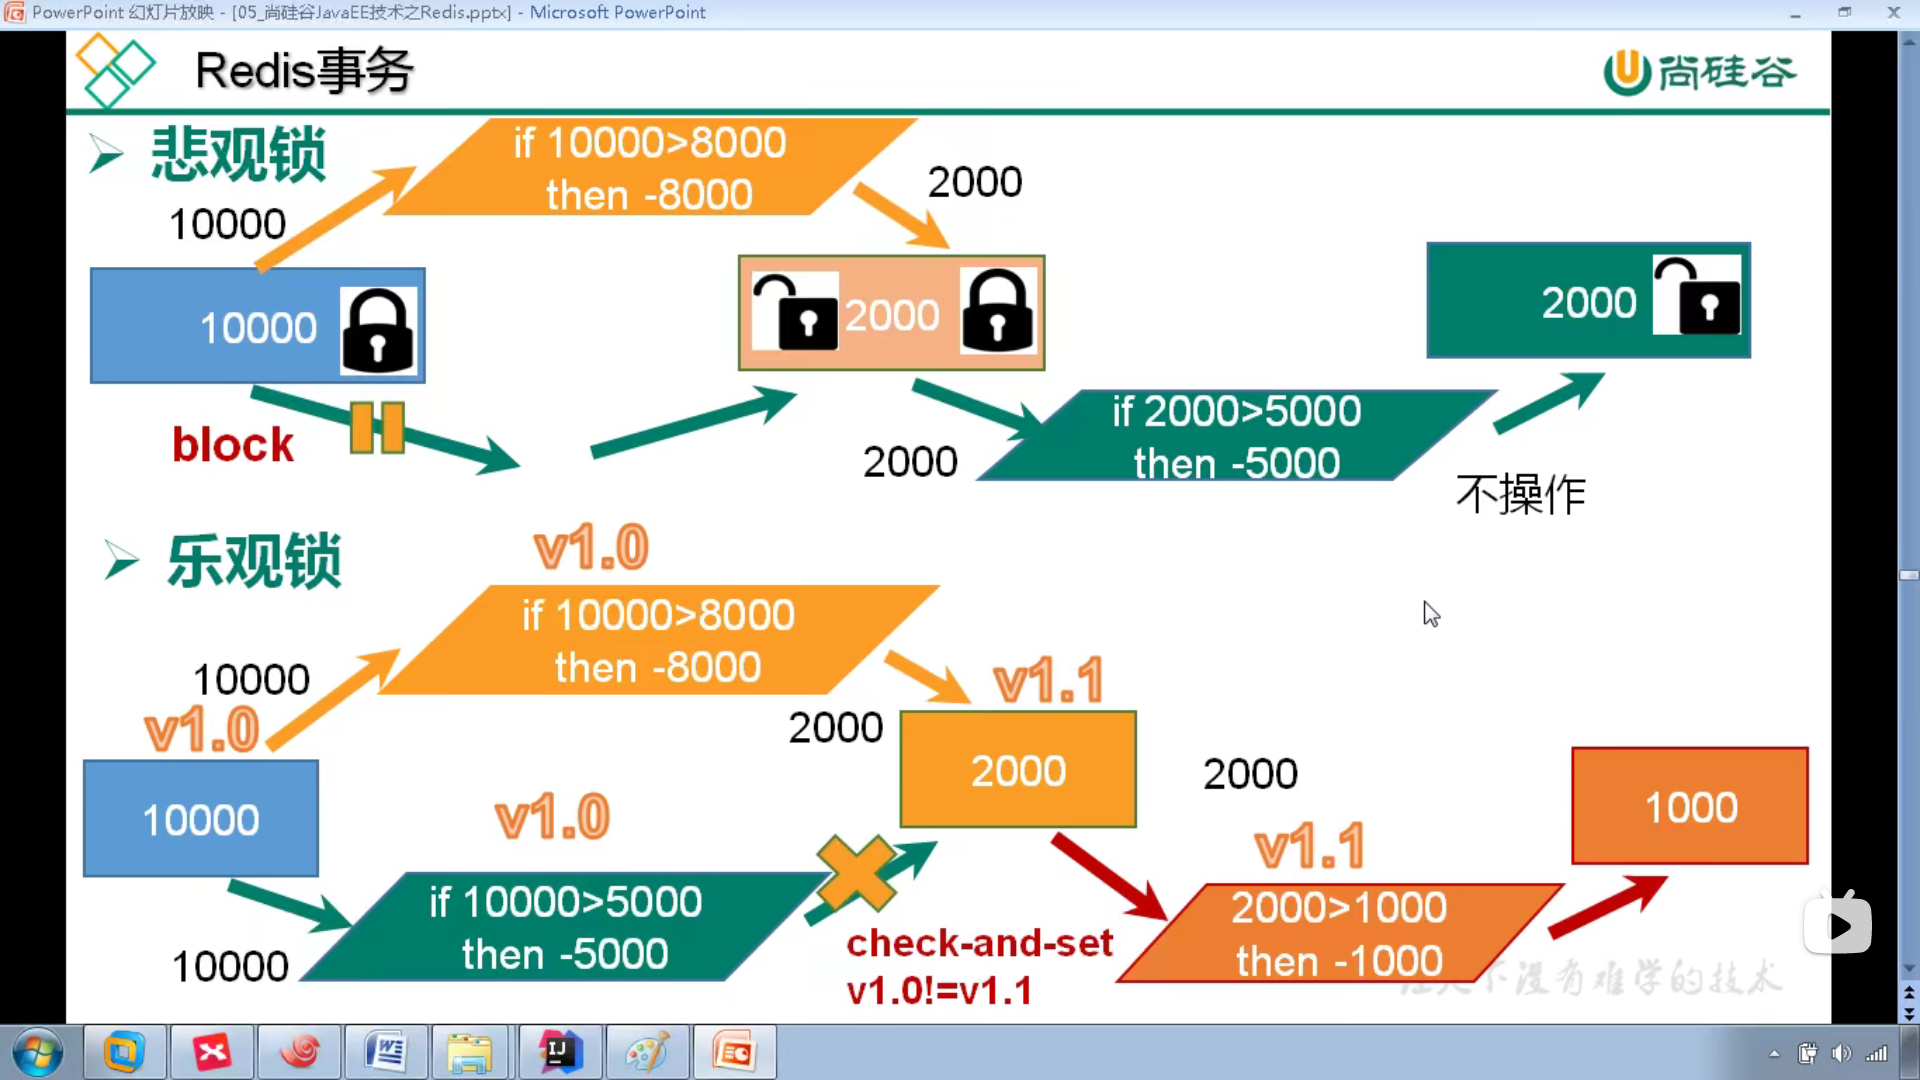 PowerPoint 幻灯片放映 - [05_尚硅谷JavaEE技术之Redis.pptx] - Microsoft PowerPoint
Redis事务
尚硅谷
悲观锁
if 10000>8000
then -8000
2000
10000
10000
2000
2000
block
if 2000>5000
then -5000
2000
不操作
乐观锁
v1.0
if 10000>8000
then -8000
10000
v1.0
v1.1
2000
2000
2000
10000
v1.0
v1.1
1000
if 10000>5000
then -5000
10000
check-and-set
v1.0!=v1.1
2000>1000
then -1000
没有难学的技术